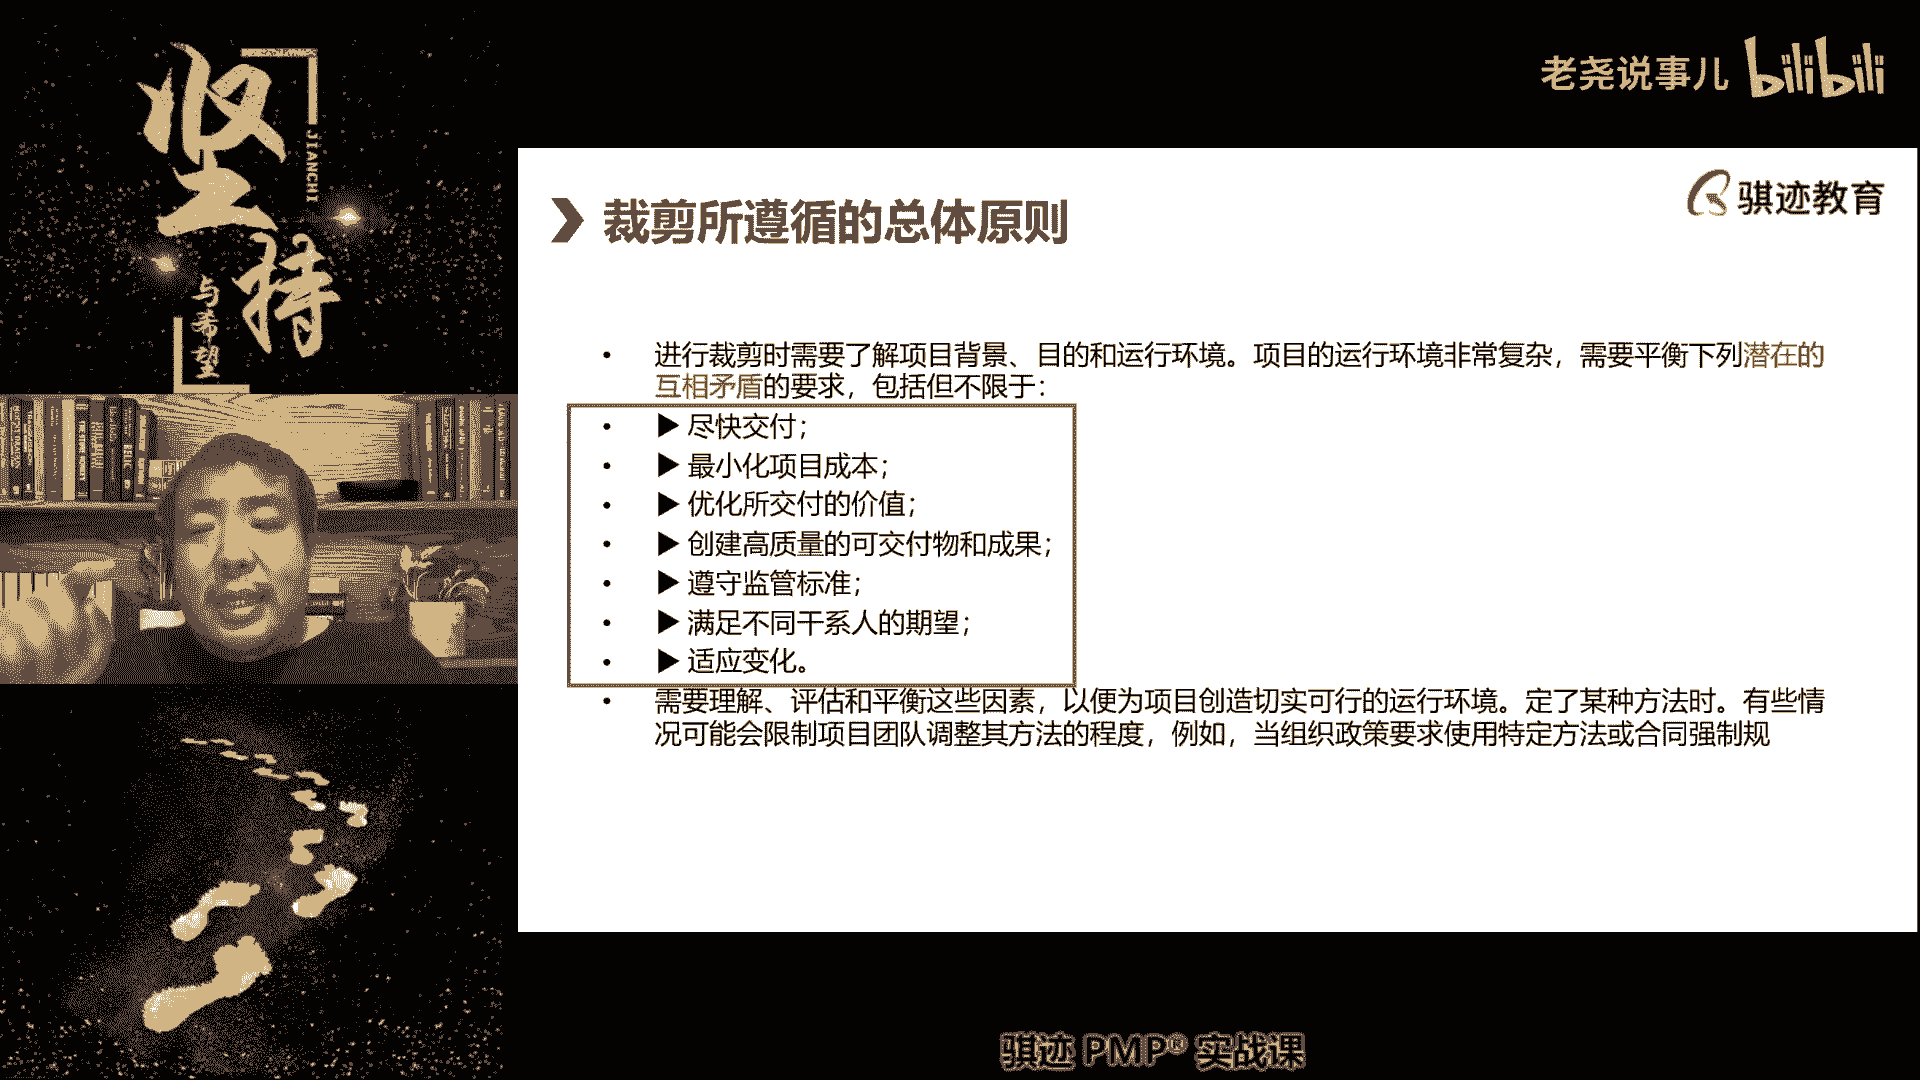 坚持
JIANCHI
与希望
老尧说事儿 bilibili
骐迹教育
裁剪所遵循的总体原则
• 进行裁剪时需要了解项目背景、目的和运行环境。项目的运行环境非常复杂，需要平衡下列潜在的
互相矛盾的要求，包括但不限于：
• ▶ 尽快交付；
• ▶ 最小化项目成本；
• ▶ 优化所交付的价值；
• ▶ 创建高质量的可交付物和成果；
• ▶ 遵守监管标准；
• ▶ 满足不同干系人的期望；
• ▶ 适应变化。
• 需要理解、评估和平衡这些因素，以便为项目创造切实可行的运行环境。定了某种方法时。有些情
况可能会限制项目团队调整其方法的程度，例如，当组织政策要求使用特定方法或合同强制规
骐迹 PMP® 实战课